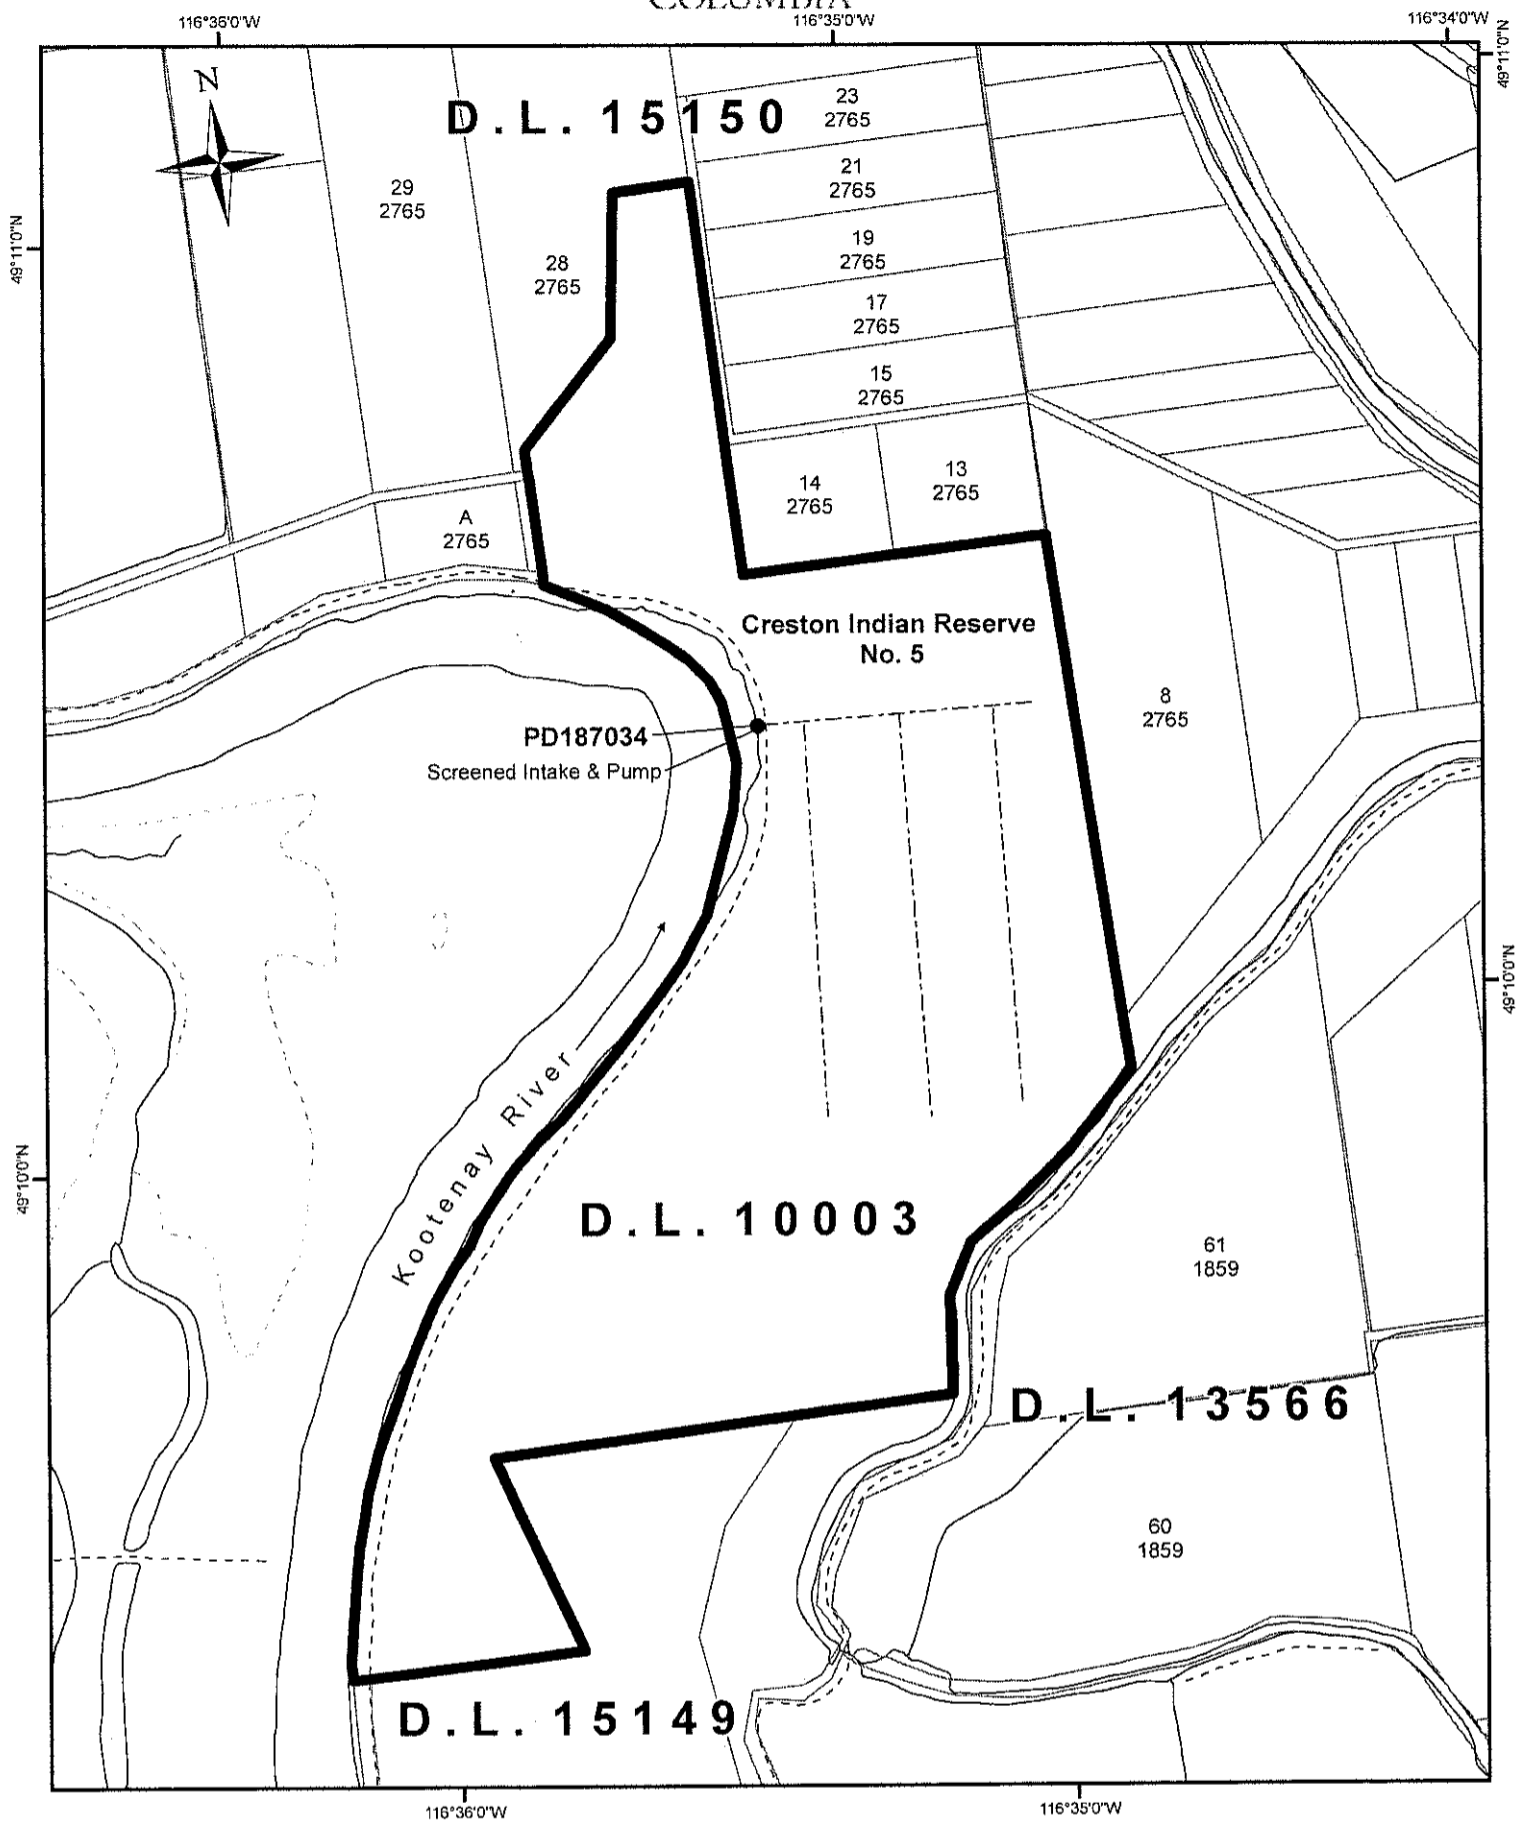 COLUMBIA
116°36'0"W
116°35'0"W
116°34'0"W
49°11'0"N
N
D.L. 15150
23
2765
29
2765
21
2765
49°11'0"N
19
2765
28
2765
17
2765
15
2765
14
2765
13
2765
A
2765
Creston Indian Reserve
No. 5
8
2765
PD187034
Screened Intake & Pump
49°10'0"N
Kootenay River
49°10'0"N
D.L. 10003
61
1859
D.L. 13566
60
1859
D.L. 15149
116°36'0"W
116°35'0"W